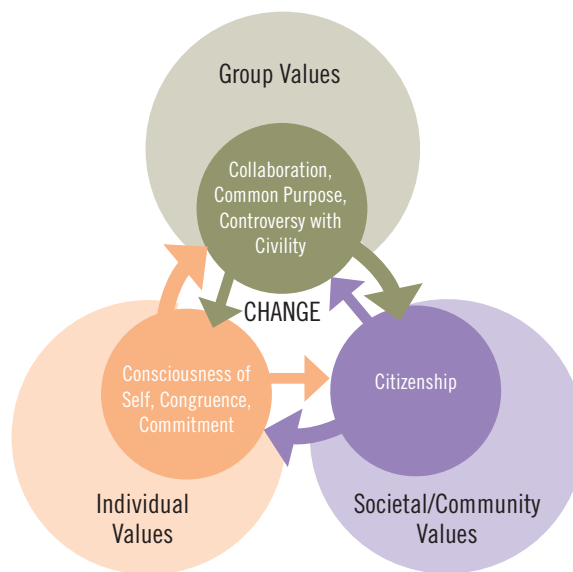 Group Values
Collaboration,
Common Purpose,
Controversy with
Civility
CHANGE
Consciousness of
Self, Congruence,
Commitment
Citizenship
Individual
Values
Societal/Community
Values